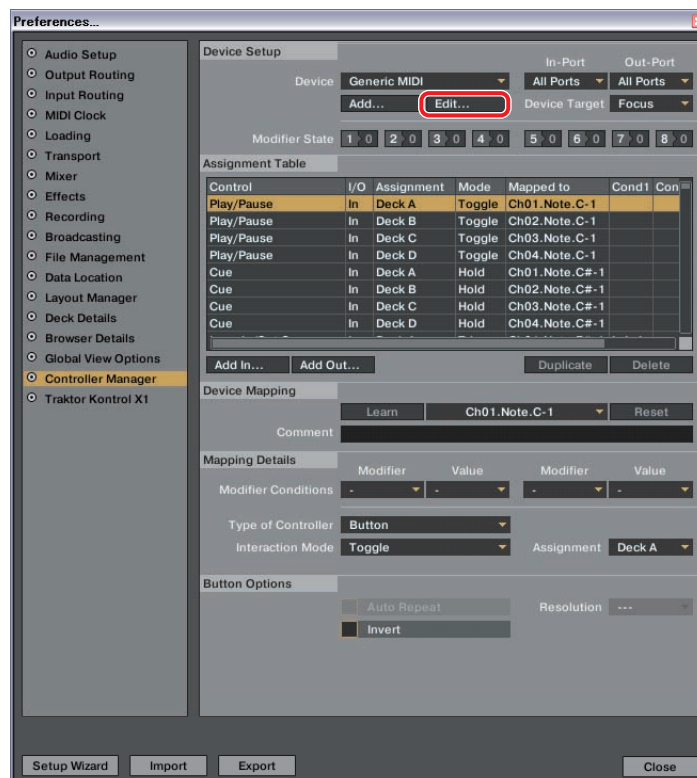 Preferences...
Audio Setup
Output Routing
Input Routing
MIDI Clock
Loading
Transport
Mixer
Effects
Recording
Broadcasting
File Management
Data Location
Layout Manager
Deck Details
Browser Details
Global View Options
Controller Manager
Traktor Kontrol X1
Device Setup
In-Port Out-Port
Device Generic MIDI All Ports All Ports
Add... Edit... Device Target Focus
Modifier State 1 0 2 0 3 0 4 0 5 0 6 0 7 0 8 0
Assignment Table
Control I/O Assignment Mode Mapped to Cond1 Con
Play/Pause In Deck A Toggle Ch01.Note.C-1
Play/Pause In Deck B Toggle Ch02.Note.C-1
Play/Pause In Deck C Toggle Ch03.Note.C-1
Play/Pause In Deck D Toggle Ch04.Note.C-1
Cue In Deck A Hold Ch01.Note.C#-1
Cue In Deck B Hold Ch02.Note.C#-1
Cue In Deck C Hold Ch03.Note.C#-1
Cue In Deck D Hold Ch04.Note.C#-1
Add In... Add Out... Duplicate Delete
Device Mapping
Learn Ch01.Note.C-1 Reset
Comment
Mapping Details
Modifier Value Modifier Value
Modifier Conditions - - - -
Type of Controller Button
Interaction Mode Toggle Assignment Deck A
Button Options
Auto Repeat Resolution ---
Invert
Setup Wizard Import Export Close